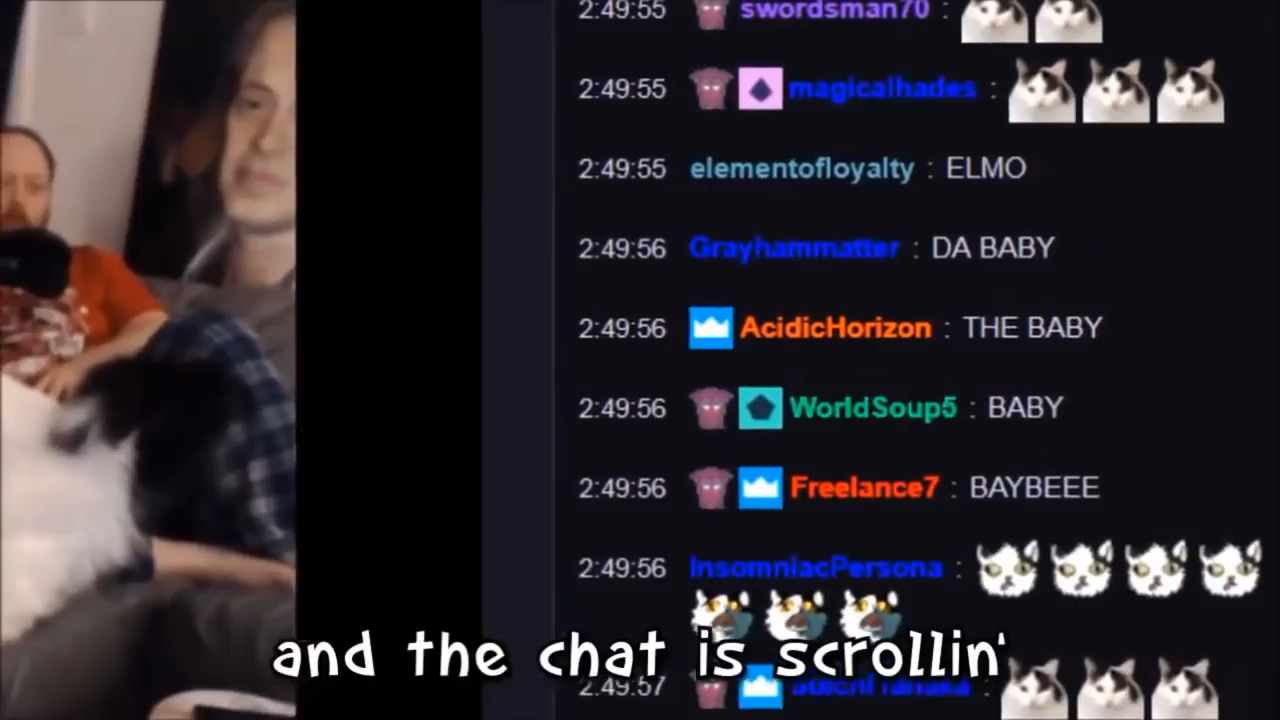 2:49:55 swordsman70 :
2:49:55 magicalhades :
2:49:55 elementofloyalty : ELMO
2:49:56 Grayhammatter : DA BABY
2:49:56 AcidicHorizon : THE BABY
2:49:56 WorldSoup5 : BABY
2:49:56 Freelance7 : BAYBEEE
2:49:56 InsomniacPersona :
and the chat is scrollin'
2:49:57